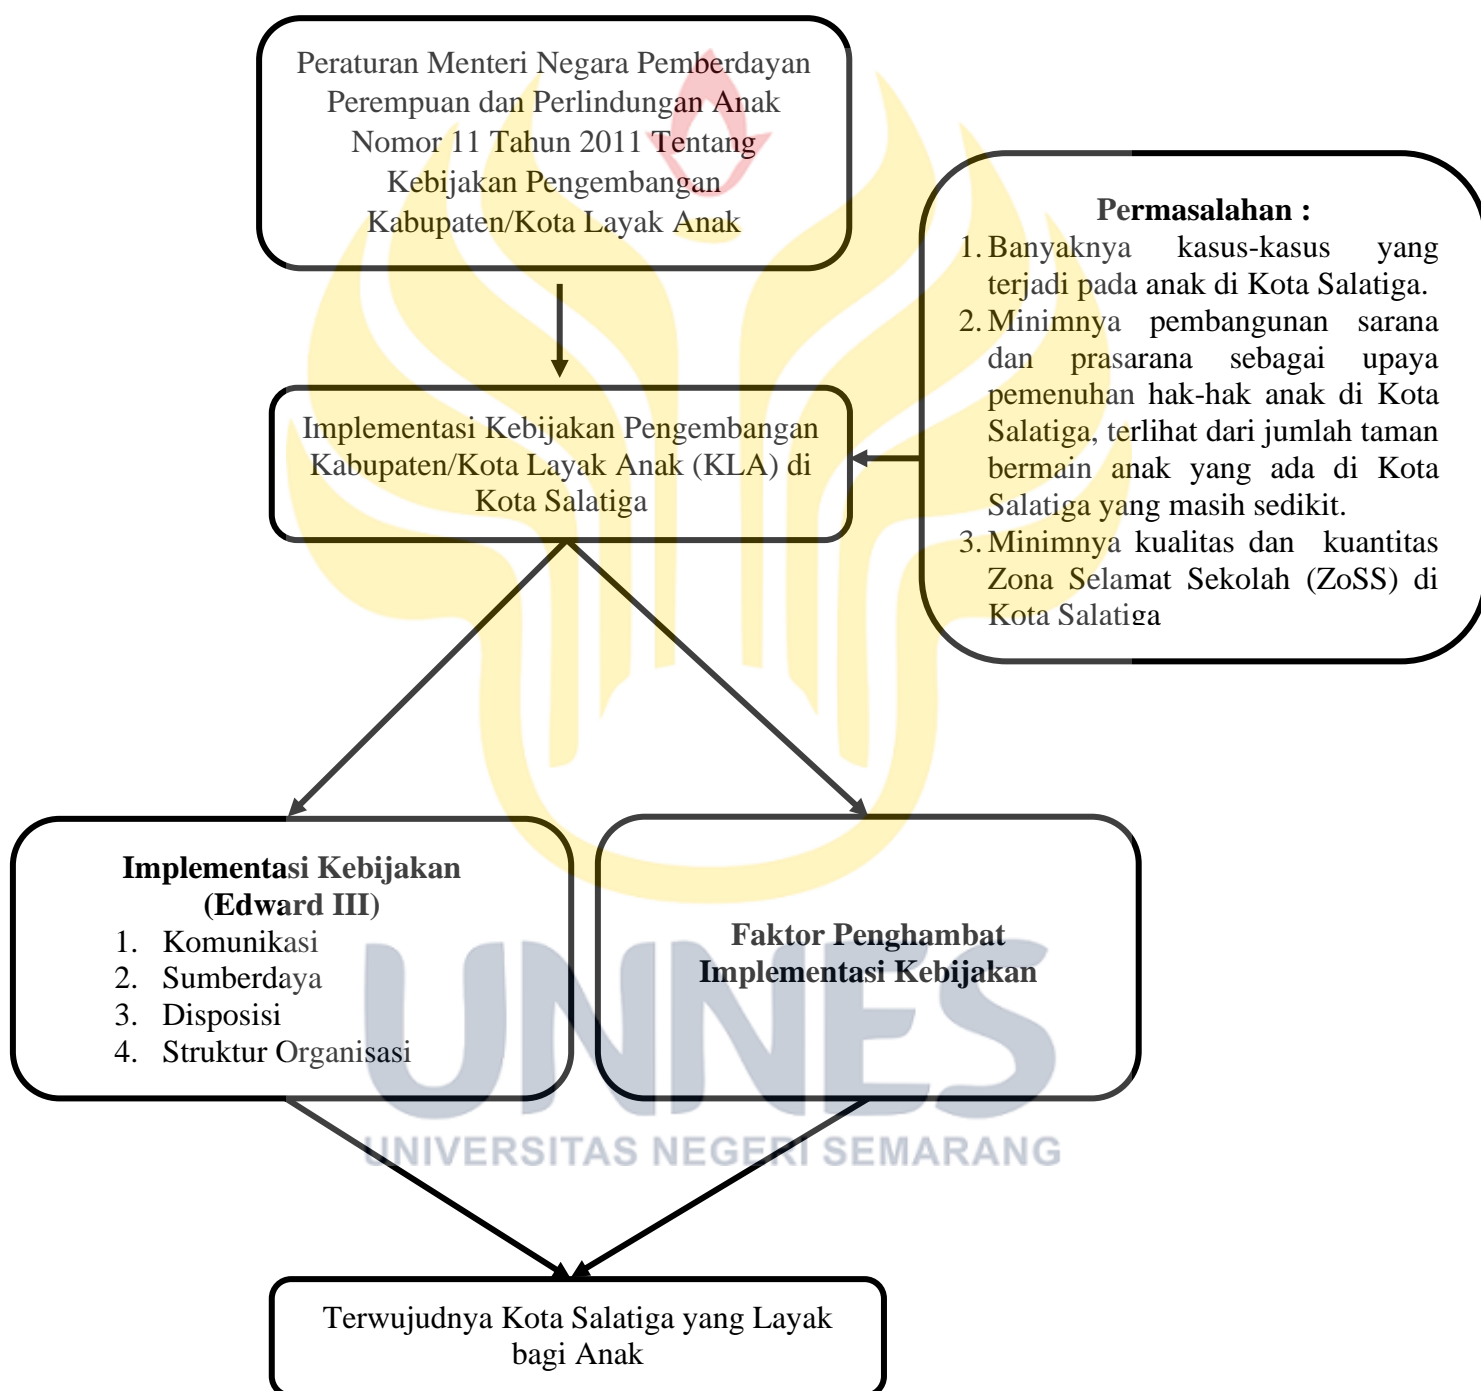 Peraturan Menteri Negara Pemberdayan
Perempuan dan Perlindungan Anak
Nomor 11 Tahun 2011 Tentang
Kebijakan Pengembangan
Kabupaten/Kota Layak Anak
Permasalahan :
1. Banyaknya kasus-kasus yang
terjadi pada anak di Kota Salatiga.
2. Minimnya pembangunan sarana
dan prasarana sebagai upaya
pemenuhan hak-hak anak di Kota
Salatiga, terlihat dari jumlah taman
bermain anak yang ada di Kota
Salatiga yang masih sedikit.
3. Minimnya kualitas dan kuantitas
Zona Selamat Sekolah (ZoSS) di
Kota Salatiga
Implementasi Kebijakan Pengembangan
Kabupaten/Kota Layak Anak (KLA) di
Kota Salatiga
Implementasi Kebijakan
(Edward III)
1. Komunikasi
2. Sumberdaya
3. Disposisi
4. Struktur Organisasi
Faktor Penghambat
Implementasi Kebijakan
UNNES
UNIVERSITAS NEGERI SEMARANG
Terwujudnya Kota Salatiga yang Layak
bagi Anak